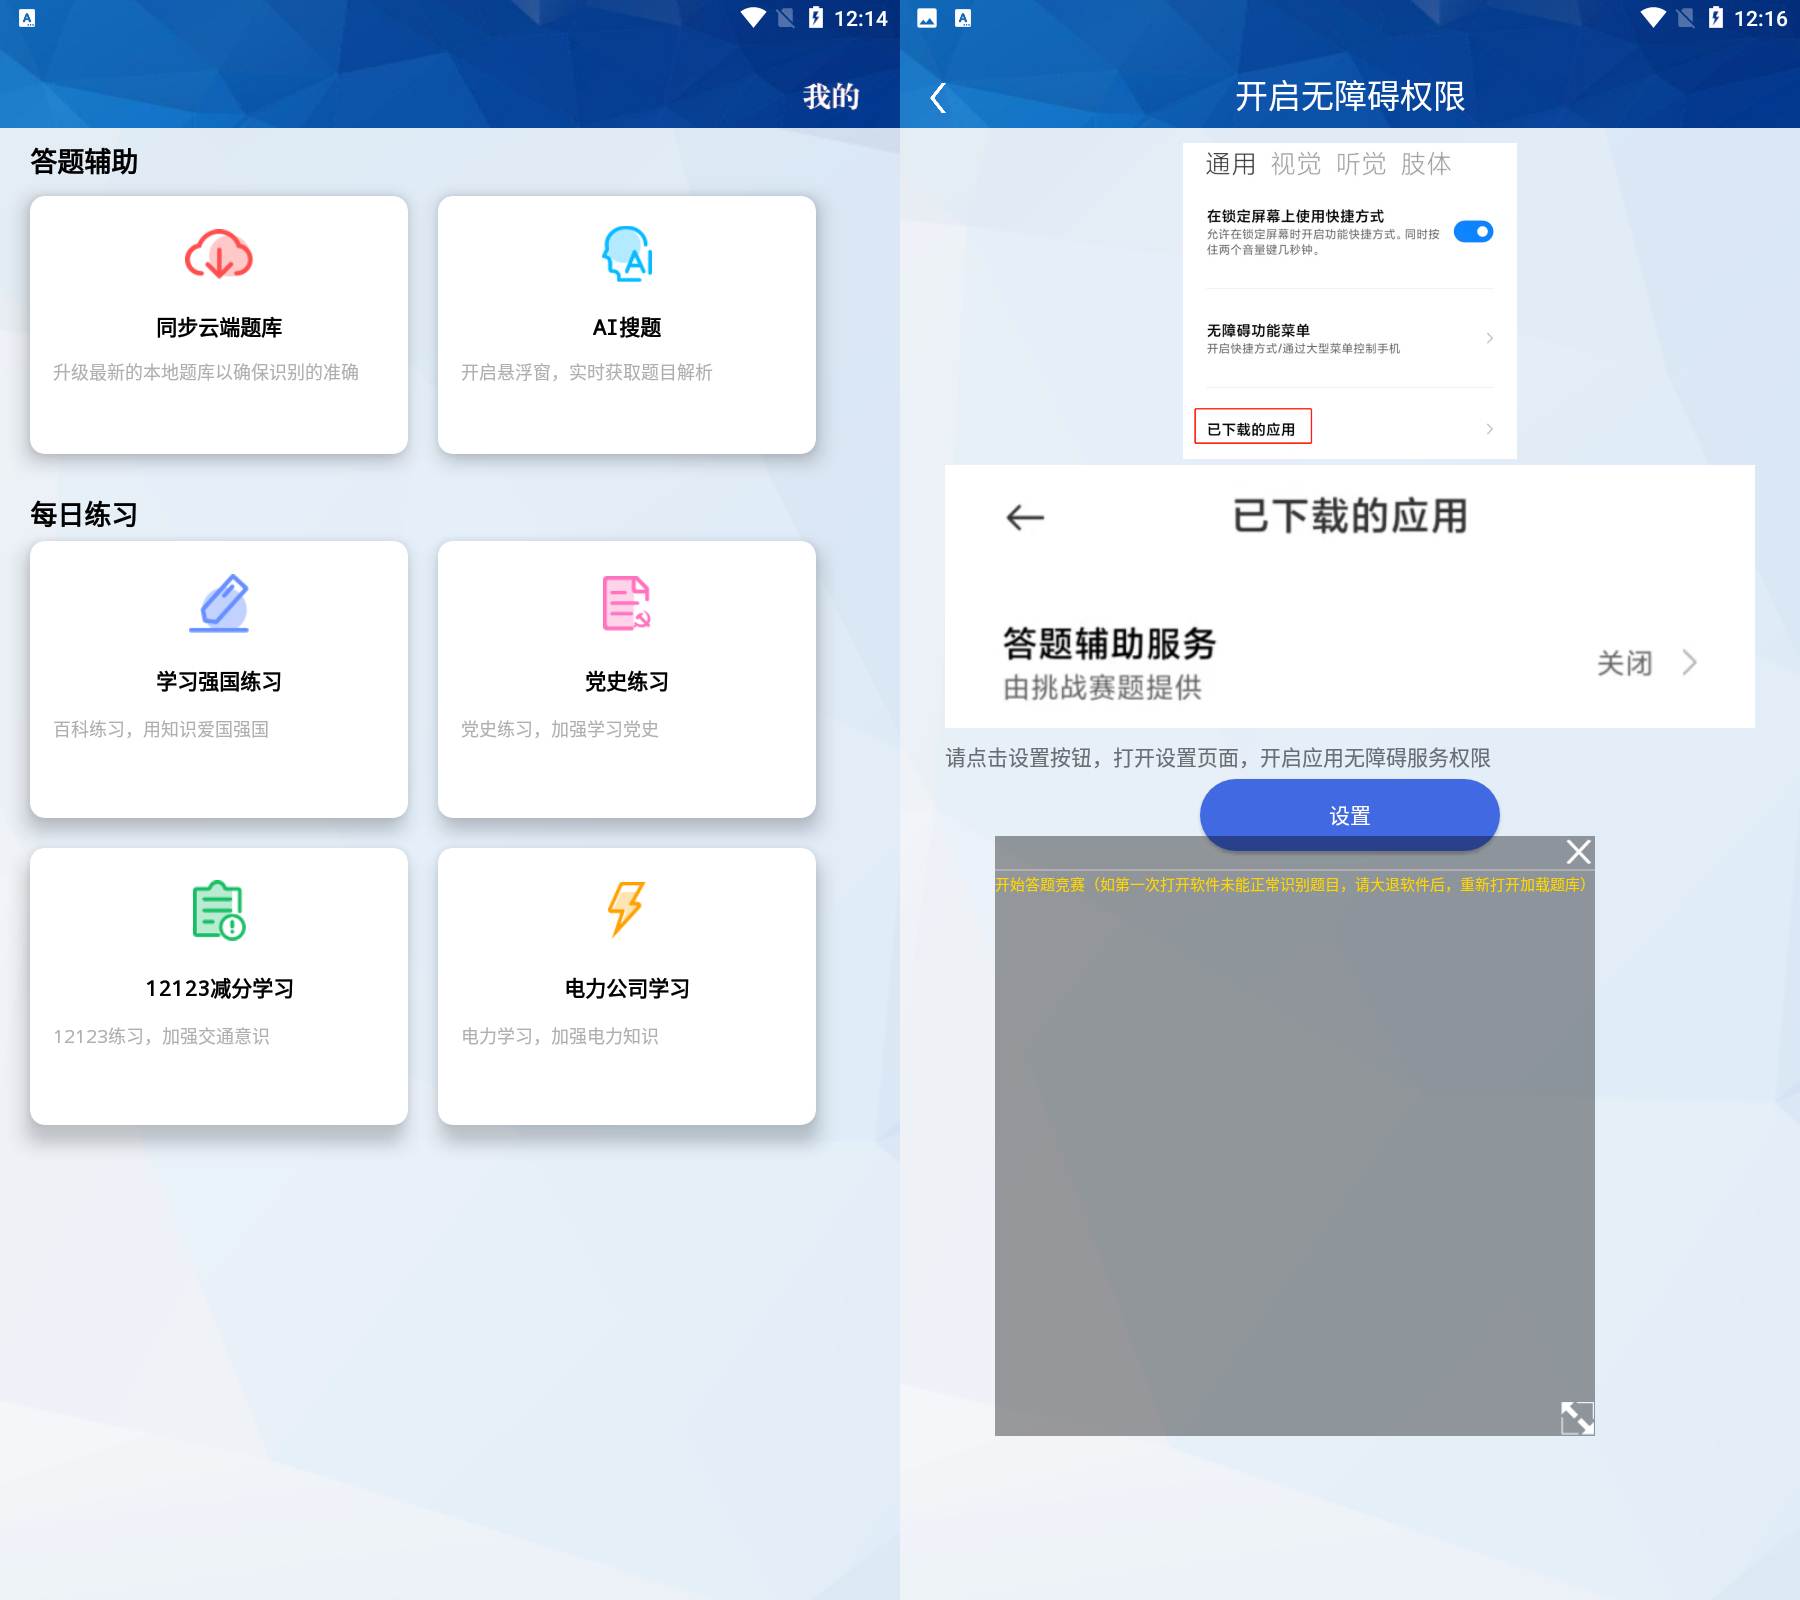 12:14
我的
答题辅助
同步云端题库
升级最新的本地题库以确保识别的准确
AI搜题
开启悬浮窗，实时获取题目解析
每日练习
学习强国练习
百科练习，用知识爱国强国
党史练习
党史练习，加强学习党史
12123减分学习
12123练习，加强交通意识
电力公司学习
电力学习，加强电力知识
12:16
开启无障碍权限
通用 视觉 听觉 肢体
在锁定屏幕上使用快捷方式
允许在锁定屏幕时开启功能快捷方式。同时按
住两个音量键几秒钟。
无障碍功能菜单
开启快捷方式/通过大型菜单控制手机
已下载的应用
已下载的应用
答题辅助服务
由挑战赛题提供
关闭
请点击设置按钮，打开设置页面，开启应用无障碍服务权限
设置
开始答题竞赛（如第一次打开软件未能正常识别题目，请大退软件后，重新打开加载题库）